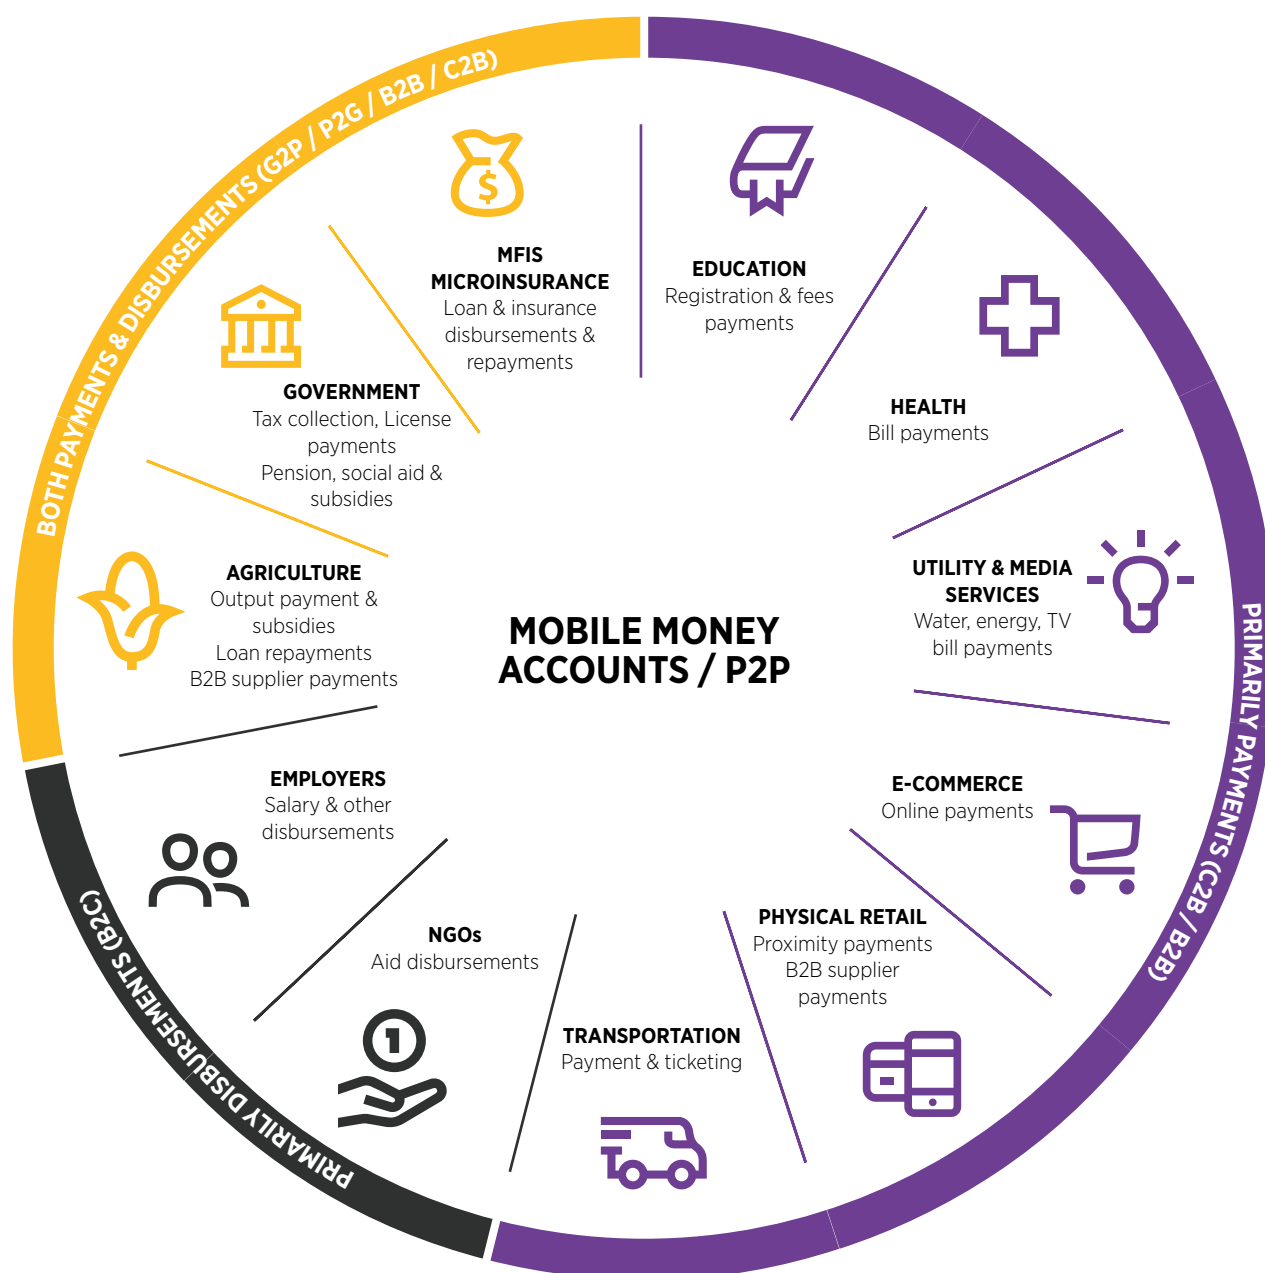 BOTH PAYMENTS & DISBURSEMENTS (G2P / P2G / B2B / C2B)
$
MFIS
MICROINSURANCE
Loan & insurance
disbursements &
repayments
EDUCATION
Registration & fees
payments
GOVERNMENT
Tax collection, License
payments
Pension, social aid &
subsidies
HEALTH
Bill payments
AGRICULTURE
Output payment &
subsidies
Loan repayments
B2B supplier payments
UTILITY & MEDIA
SERVICES
Water, energy, TV
bill payments
MOBILE MONEY
ACCOUNTS / P2P
PRIMARILY PAYMENTS (C2B / B2B)
EMPLOYERS
Salary & other
disbursements
E-COMMERCE
Online payments
PRIMARILY DISBURSEMENTS (B2C)
NGOs
Aid disbursements
1
PHYSICAL RETAIL
Proximity payments
B2B supplier
payments
TRANSPORTATION
Payment & ticketing